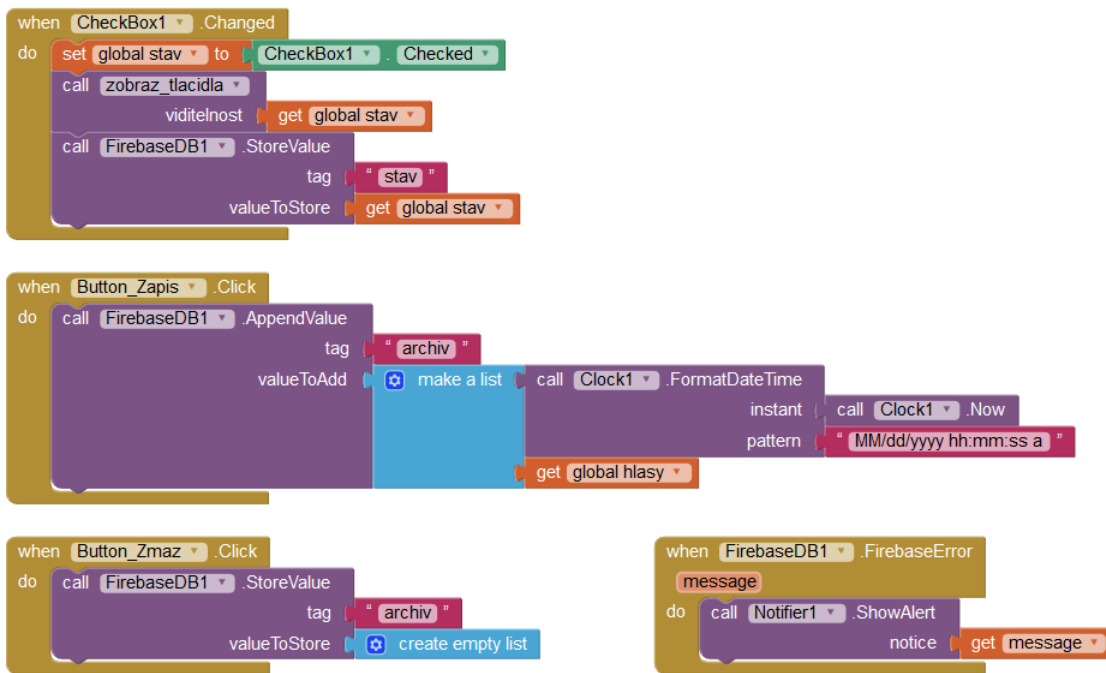 when CheckBox1 .Changed
do set global stav to CheckBox1 . Checked
call zobraz_tlacidla
viditelnost get global stav
call FirebaseDB1 .StoreValue
tag " stav "
valueToStore get global stav
when Button_Zapis .Click
do call FirebaseDB1 .AppendValue
tag " archiv "
valueToAdd make a list call Clock1 .FormatDateTime
instant call Clock1 .Now
pattern " MM/dd/yyyy hh:mm:ss a "
get global hlasy
when Button_Zmaz .Click
do call FirebaseDB1 .StoreValue
tag " archiv "
valueToStore create empty list
when FirebaseDB1 .FirebaseError
message
do call Notifier1 .ShowAlert
notice get message